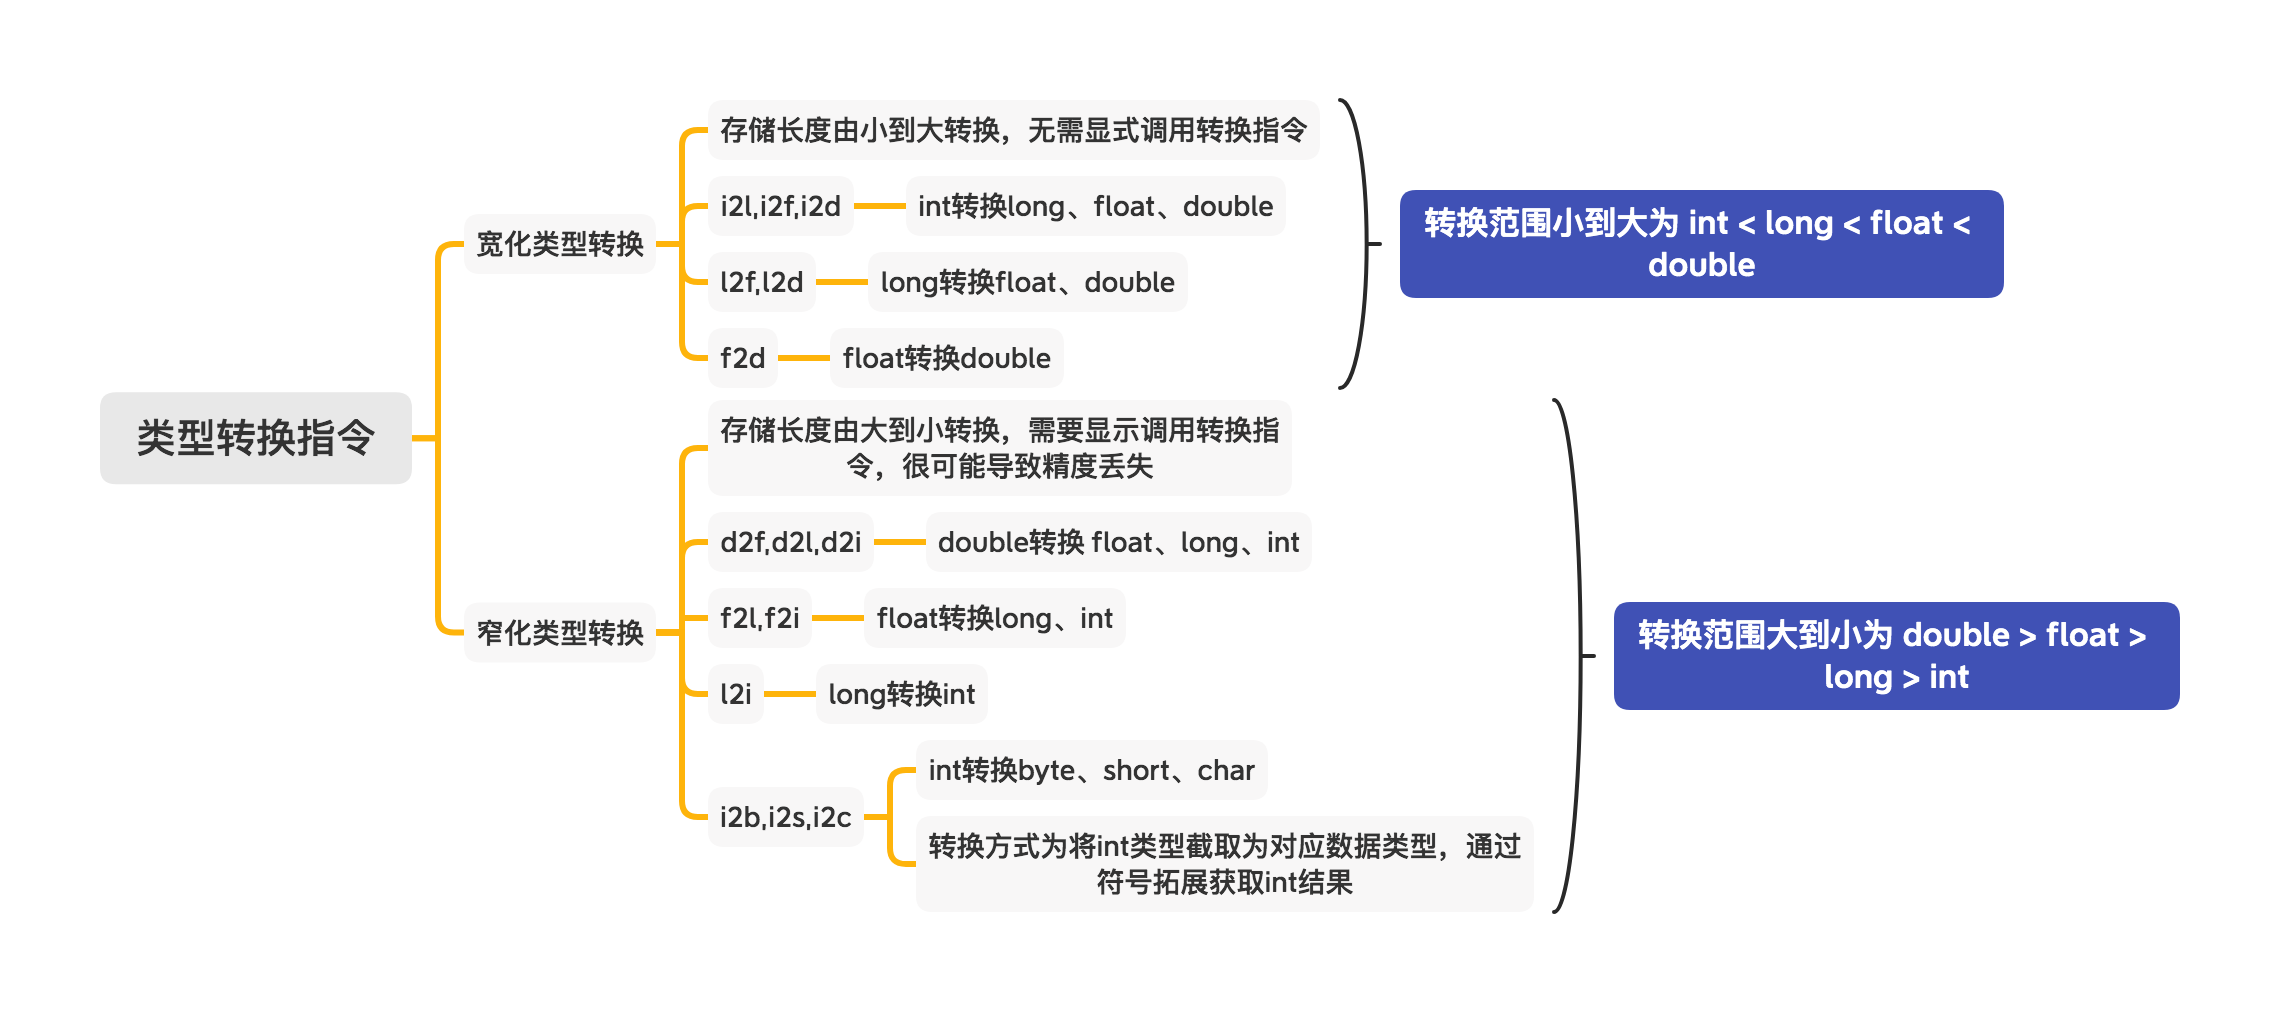 类型转换指令
宽化类型转换
存储长度由小到大转换，无需显式调用转换指令
i2l,i2f,i2d
int转换long、float、double
l2f,l2d
long转换float、double
f2d
float转换double
转换范围小到大为 int < long < float <
double
窄化类型转换
存储长度由大到小转换，需要显示调用转换指
令，很可能导致精度丢失
d2f,d2l,d2i
double转换 float、long、int
f2l,f2i
float转换long、int
l2i
long转换int
i2b,i2s,i2c
int转换byte、short、char
转换方式为将int类型截取为对应数据类型，通过
符号拓展获取int结果
转换范围大到小为 double > float >
long > int